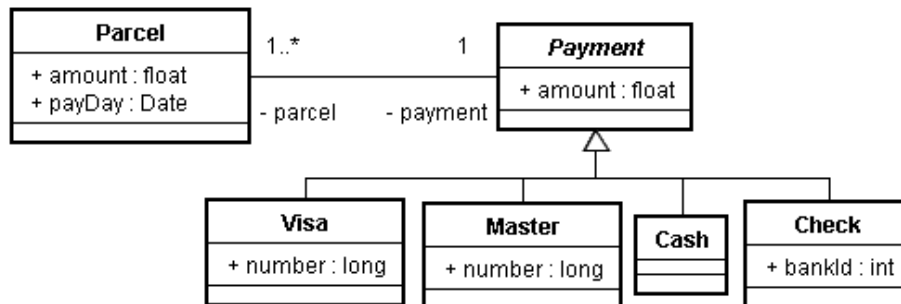 Parcel
+ amount : float
+ payDay : Date
1..*
1
- parcel
- payment
Payment
+ amount : float
Visa
+ number : long
Master
+ number : long
Cash
Check
+ bankId : int